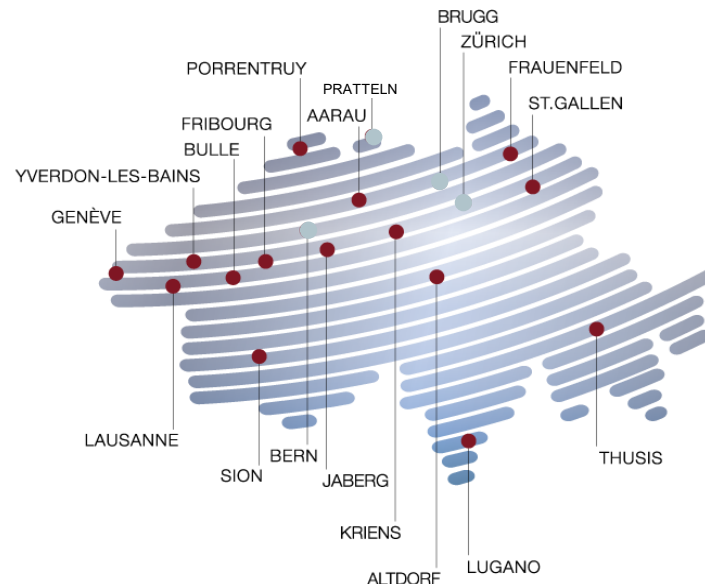 BRUGG
ZÜRICH
PORRENTRUY
FRAUENFELD
PRATTELN
ST.GALLEN
AARAU
FRIBOURG
BULLE
YVERDON-LES-BAINS
GENÈVE
LAUSANNE
BERN
THUSIS
SION
JABERG
KRIENS
LUGANO
ALTDORF